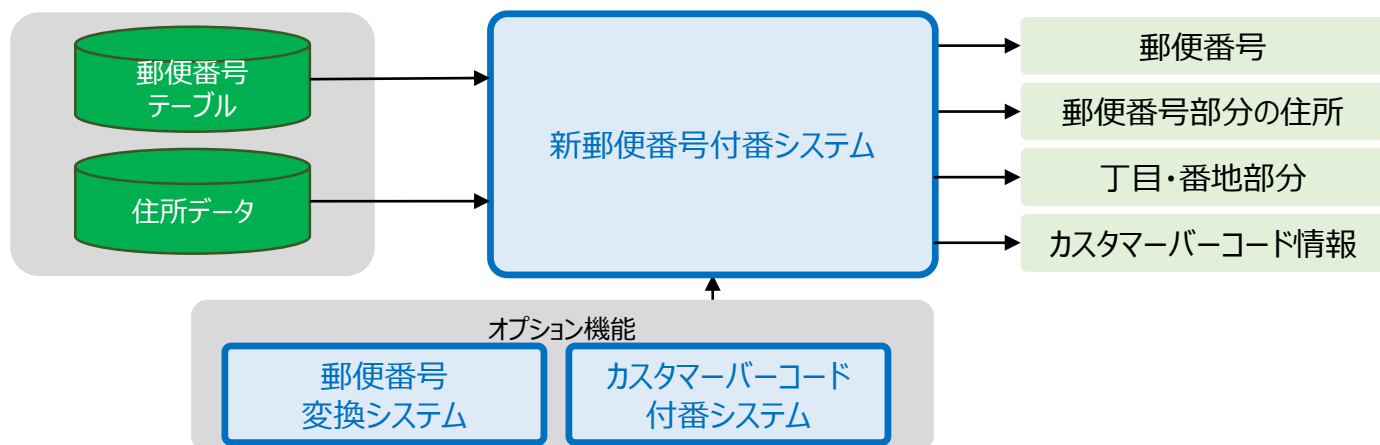 郵便番号
テーブル
住所データ
新郵便番号付番システム
郵便番号
郵便番号部分の住所
丁目・番地部分
カスタマーバーコード情報
オプション機能
郵便番号
変換システム
カスタマーバーコード
付番システム